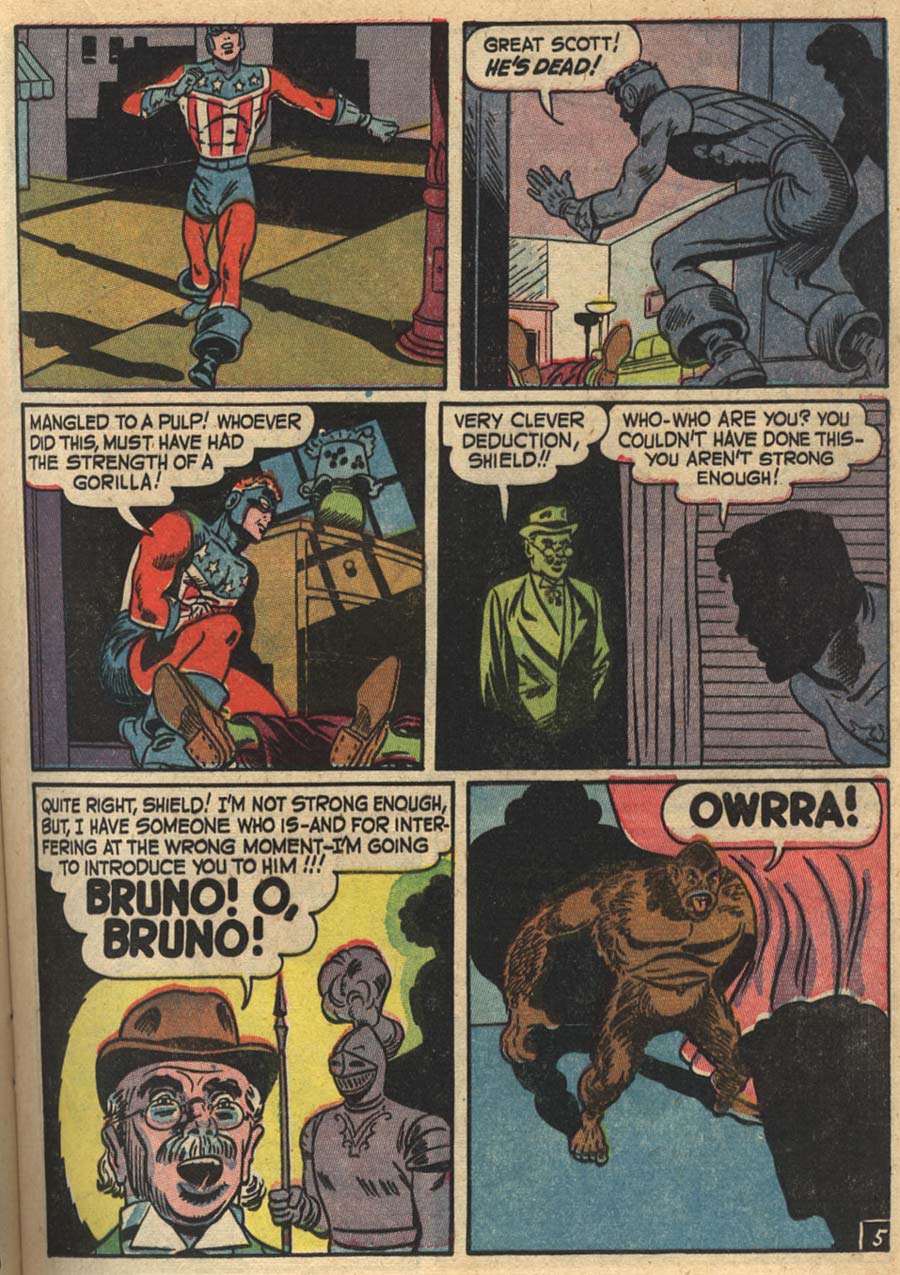 GREAT SCOTT!
HE'S DEAD!
MANGLED TO A PULP! WHOEVER
DID THIS, MUST HAVE HAD
THE STRENGTH OF A
GORILLA!
VERY CLEVER
DEDUCTION,
SHIELD!!
WHO-WHO ARE YOU? YOU
COULDN'T HAVE DONE THIS-
YOU AREN'T STRONG
ENOUGH!
QUITE RIGHT, SHIELD! I'M NOT STRONG ENOUGH,
BUT, I HAVE SOMEONE WHO IS-AND FOR INTER-
FERING AT THE WRONG MOMENT-I'M GOING
TO INTRODUCE YOU TO HIM!!!
BRUNO! O,
BRUNO!
OWRRA!
5